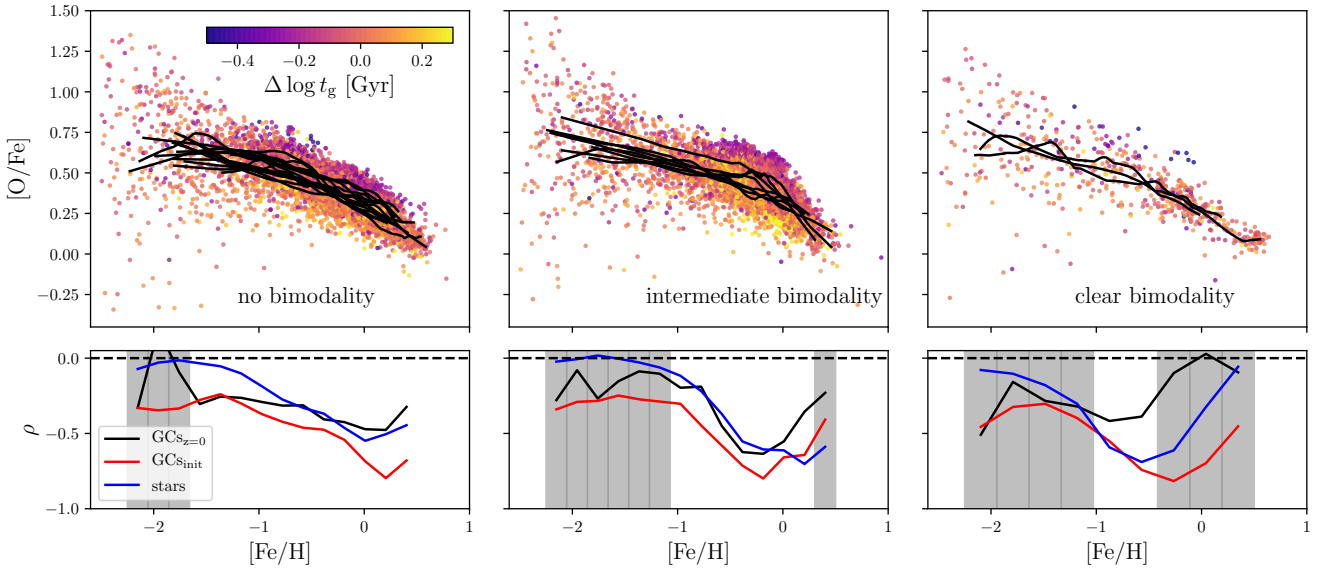 1.50
1.25
1.00
0.75
0.50
0.25
0.00
−0.25
[O/Fe]
−0.4 −0.2 0.0 0.2
Δ log t_g [Gyr]
no bimodality
intermediate bimodality
clear bimodality
0.0
−0.5
−1.0
ρ
GCs_{z=0}
GCs_{init}
stars
−2 −1 0 1
−2 −1 0 1
−2 −1 0 1
[Fe/H]
[Fe/H]
[Fe/H]